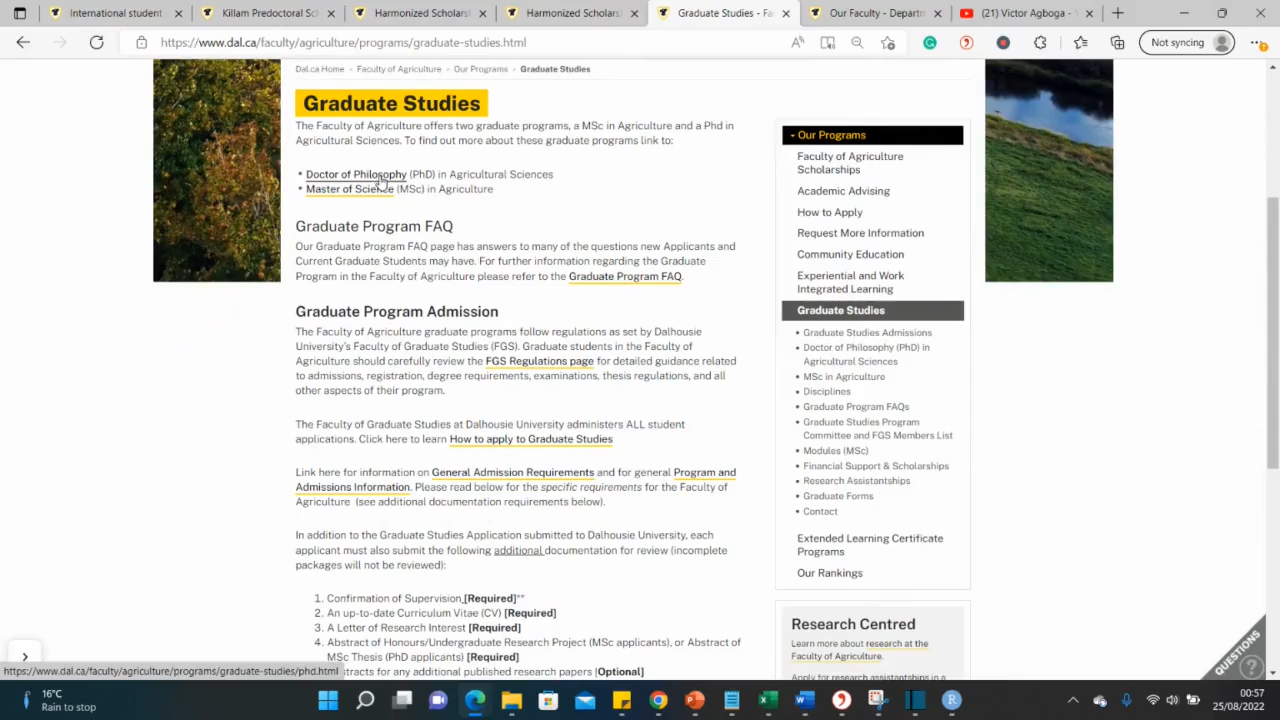 International student
Killam Predoctoral Sc
Harmonized Scholarsh
Harmonized Scholarsh
Graduate Studies - Fa
Our Faculty - Departm
(21) Victor Agboga - Y
https://www.dal.ca/faculty/agriculture/programs/graduate-studies.html
Not syncing
Dal.ca Home > Faculty of Agriculture > Our Programs > Graduate Studies
Graduate Studies
The Faculty of Agriculture offers two graduate programs, a MSc in Agriculture and a Phd in
Agricultural Sciences. To find out more about these graduate programs link to:
• Doctor of Philosophy (PhD) in Agricultural Sciences
• Master of Science (MSc) in Agriculture
Graduate Program FAQ
Our Graduate Program FAQ page has answers to many of the questions new Applicants and
Current Graduate Students may have. For further information regarding the Graduate
Program in the Faculty of Agriculture please refer to the Graduate Program FAQ.
Graduate Program Admission
The Faculty of Agriculture graduate programs follow regulations as set by Dalhousie
University's Faculty of Graduate Studies (FGS). Graduate students in the Faculty of
Agriculture should carefully review the FGS Regulations page for detailed guidance related
to admissions, registration, degree requirements, examinations, thesis regulations, and all
other aspects of their program.
The Faculty of Graduate Studies at Dalhousie University administers ALL student
applications. Click here to learn How to apply to Graduate Studies
Link here for information on General Admission Requirements and for general Program and
Admissions Information. Please read below for the specific requirements for the Faculty of
Agriculture (see additional documentation requirements below).
In addition to the Graduate Studies Application submitted to Dalhousie University, each
applicant must also submit the following additional documentation for review (incomplete
packages will not be reviewed):
1. Confirmation of Supervision [Required]**
2. An up-to-date Curriculum Vitae (CV) [Required]
3. A Letter of Research Interest [Required]
4. Abstract of Honours/Undergraduate Research Project (MSc applicants), or Abstract of
MSc Thesis (PhD applicants) [Required]
stracts for any additional published research papers [Optional]
Our Programs
Faculty of Agriculture
Scholarships
Academic Advising
How to Apply
Request More Information
Community Education
Experiential and Work
Integrated Learning
Graduate Studies
• Graduate Studies Admissions
• Doctor of Philosophy (PhD) in
Agricultural Sciences
• MSc in Agriculture
• Disciplines
• Graduate Program FAQs
• Graduate Studies Program
Committee and FGS Members List
• Modules (MSc)
• Financial Support & Scholarships
• Research Assistantships
• Graduate Forms
• Contact
Extended Learning Certificate
Programs
Our Rankings
Research Centred
Learn more about research at the
Faculty of Agriculture.
Apply for research assistantships in a
QUESTIONS
https://www.dal.ca/faculty/agriculture/programs/graduate-studies/phd.html
16°C
Rain to stop
00:57
25/08/2022